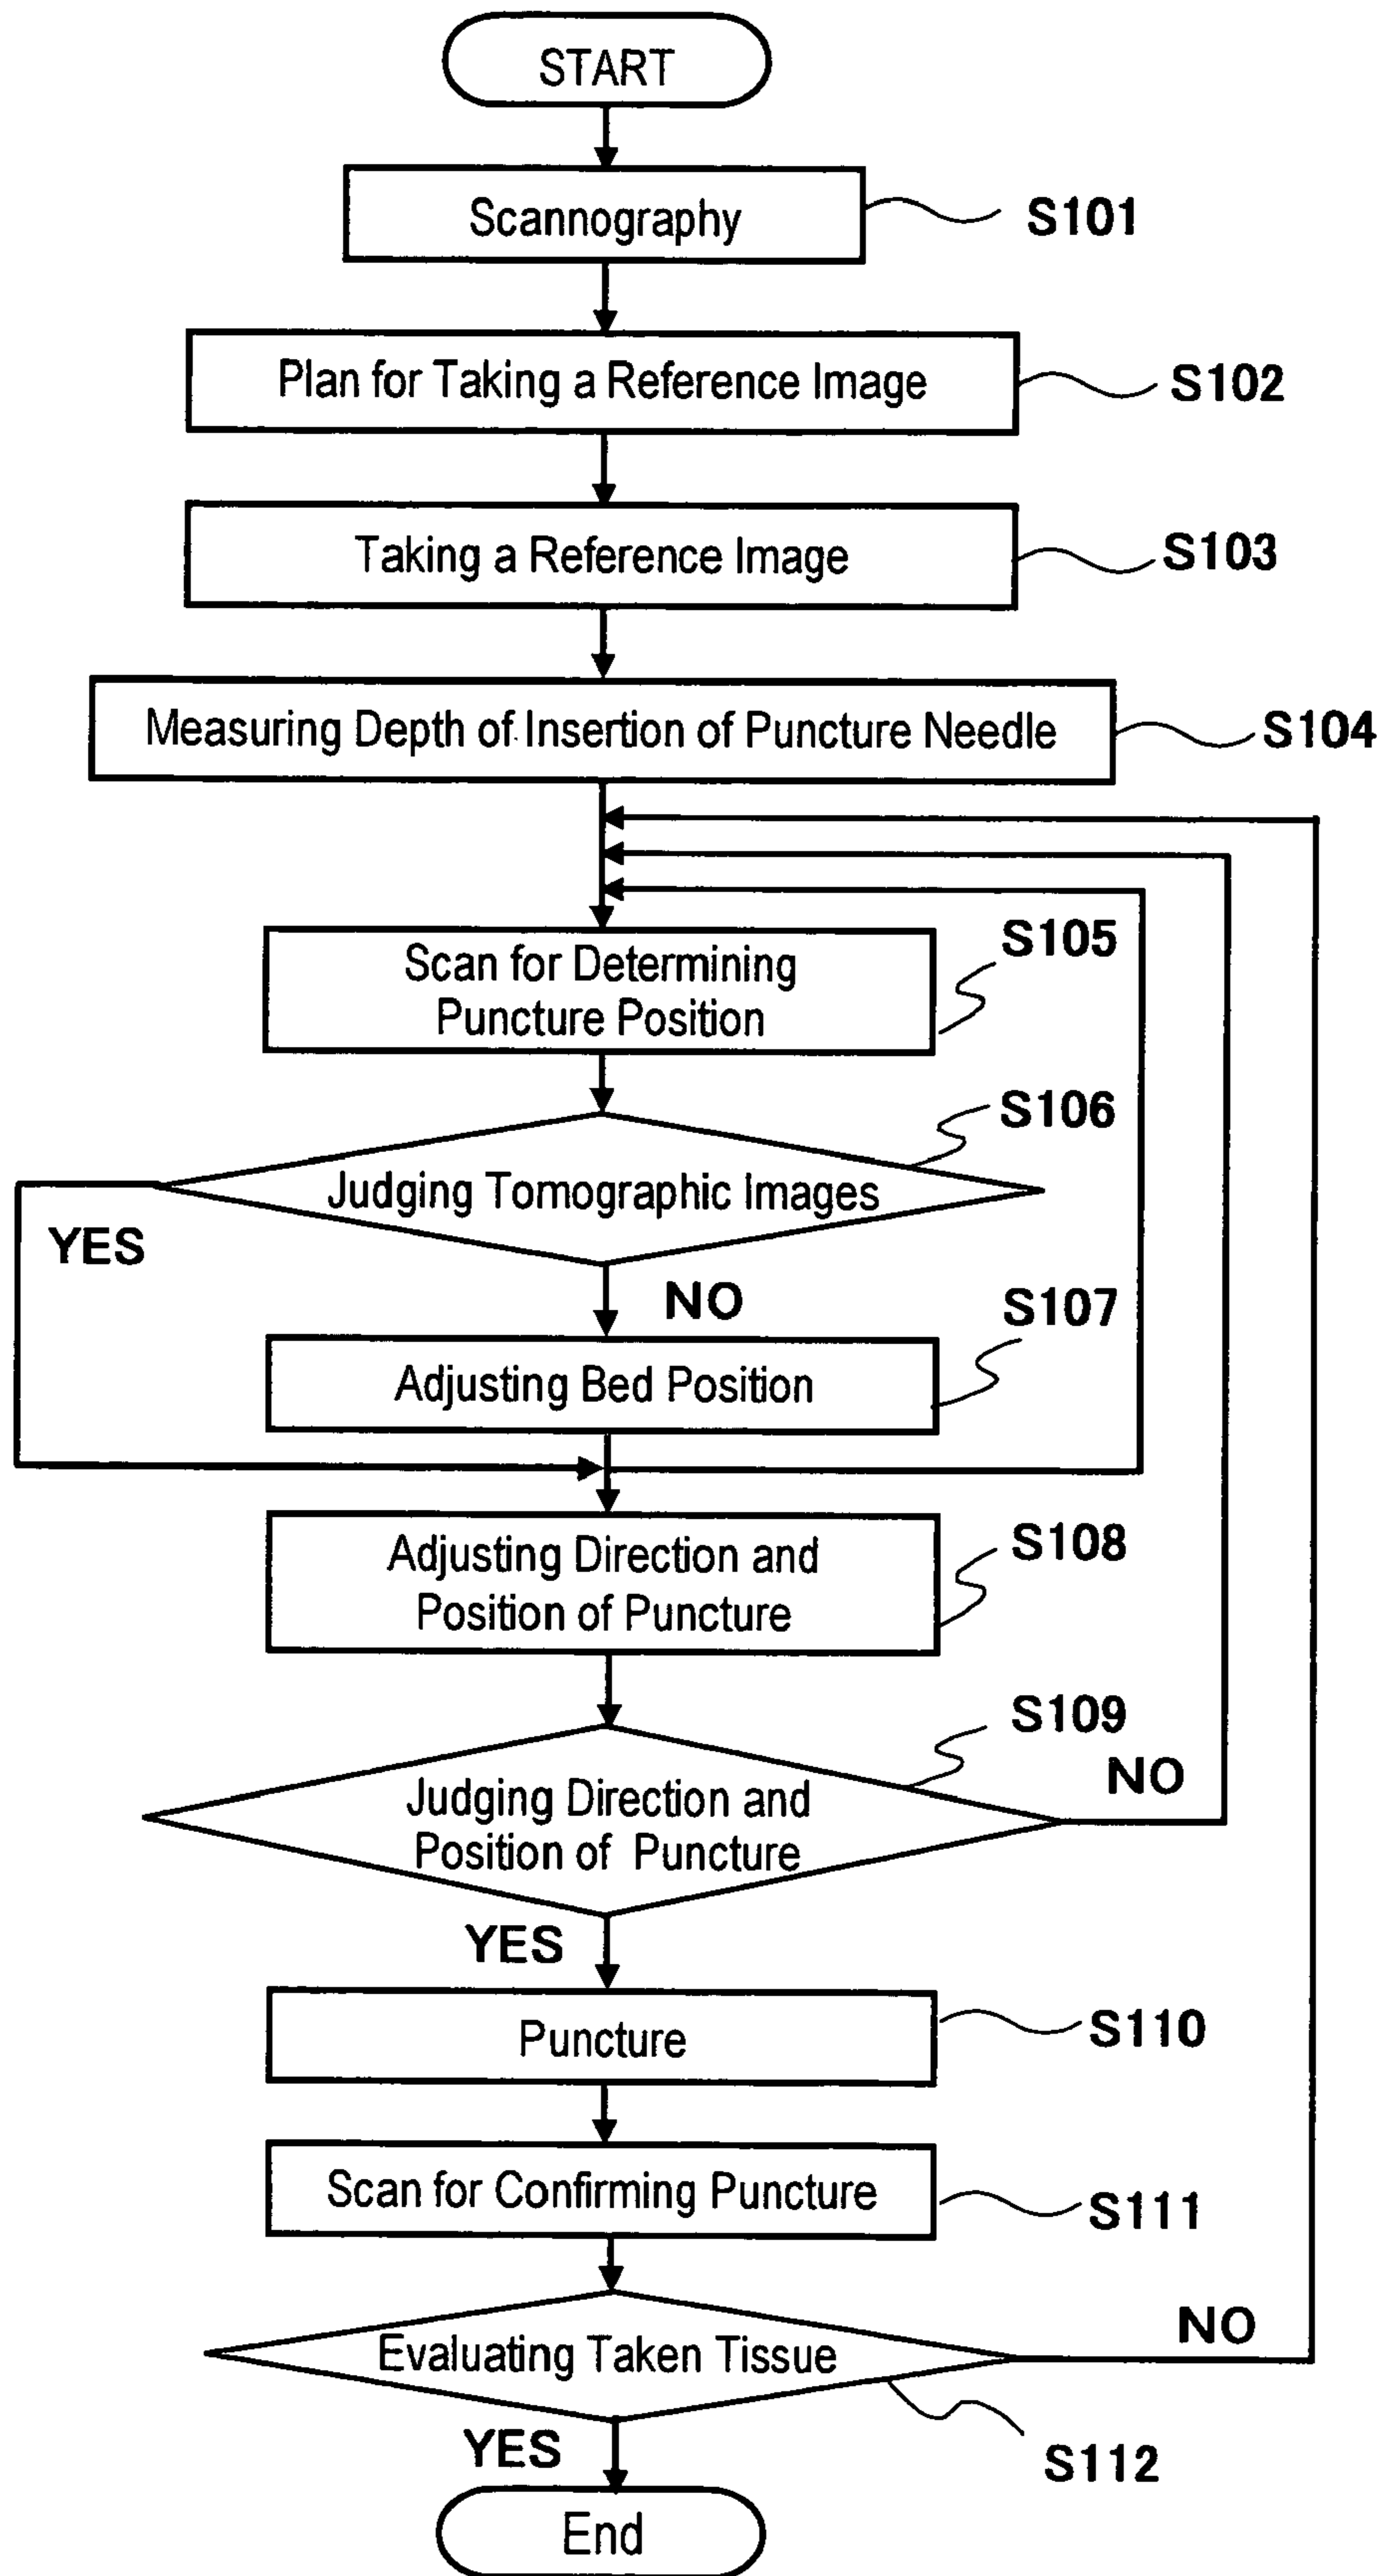 START
Scannography
S101
Plan for Taking a Reference Image
S102
Taking a Reference Image
S103
Measuring Depth of Insertion of Puncture Needle
S104
Scan for Determining
Puncture Position
S105
Judging Tomographic Images
S106
YES
NO
Adjusting Bed Position
S107
Adjusting Direction and
Position of Puncture
S108
Judging Direction and
Position of Puncture
S109
NO
YES
Puncture
S110
Scan for Confirming Puncture
S111
Evaluating Taken Tissue
NO
S112
YES
End